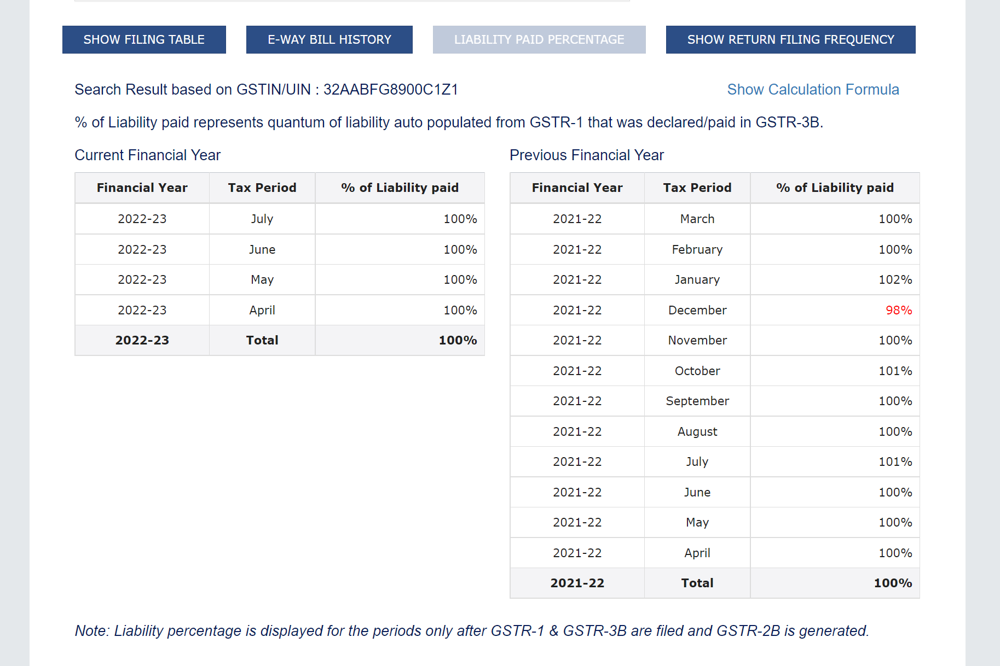 SHOW FILING TABLE E-WAY BILL HISTORY LIABILITY PAID PERCENTAGE SHOW RETURN FILING FREQUENCY
Search Result based on GSTIN/UIN : 32AABFG8900C1Z1 Show Calculation Formula
% of Liability paid represents quantum of liability auto populated from GSTR-1 that was declared/paid in GSTR-3B.
Current Financial Year
Financial Year Tax Period % of Liability paid
2022-23 July 100%
2022-23 June 100%
2022-23 May 100%
2022-23 April 100%
2022-23 Total 100%
Previous Financial Year
Financial Year Tax Period % of Liability paid
2021-22 March 100%
2021-22 February 100%
2021-22 January 102%
2021-22 December 98%
2021-22 November 100%
2021-22 October 101%
2021-22 September 100%
2021-22 August 100%
2021-22 July 101%
2021-22 June 100%
2021-22 May 100%
2021-22 April 100%
2021-22 Total 100%
Note: Liability percentage is displayed for the periods only after GSTR-1 & GSTR-3B are filed and GSTR-2B is generated.